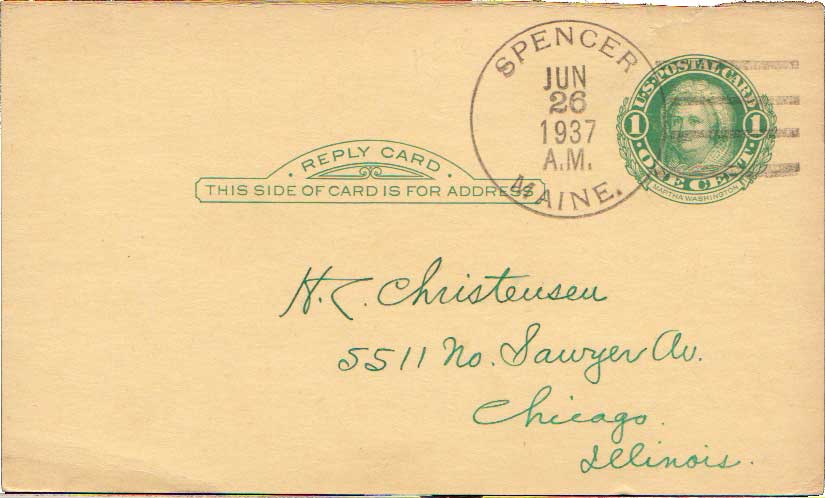 SPENCER
JUN
26
1937
A.M.
MAINE.
U.S. POSTAL CARD
1 1
· ONE CENT ·
MARTHA WASHINGTON
· REPLY CARD ·
THIS SIDE OF CARD IS FOR ADDRESS
Christensen
5511 No. Sawyer Av.
Chicago.
Illinois.